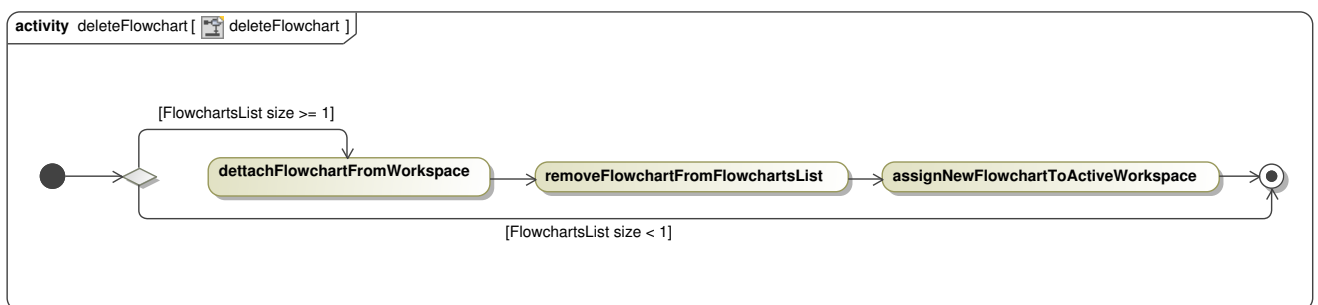 activity deleteFlowchart [ deleteFlowchart ]
[FlowchartsList size >= 1]
dettachFlowchartFromWorkspace
removeFlowchartFromFlowchartsList
assignNewFlowchartToActiveWorkspace
[FlowchartsList size < 1]